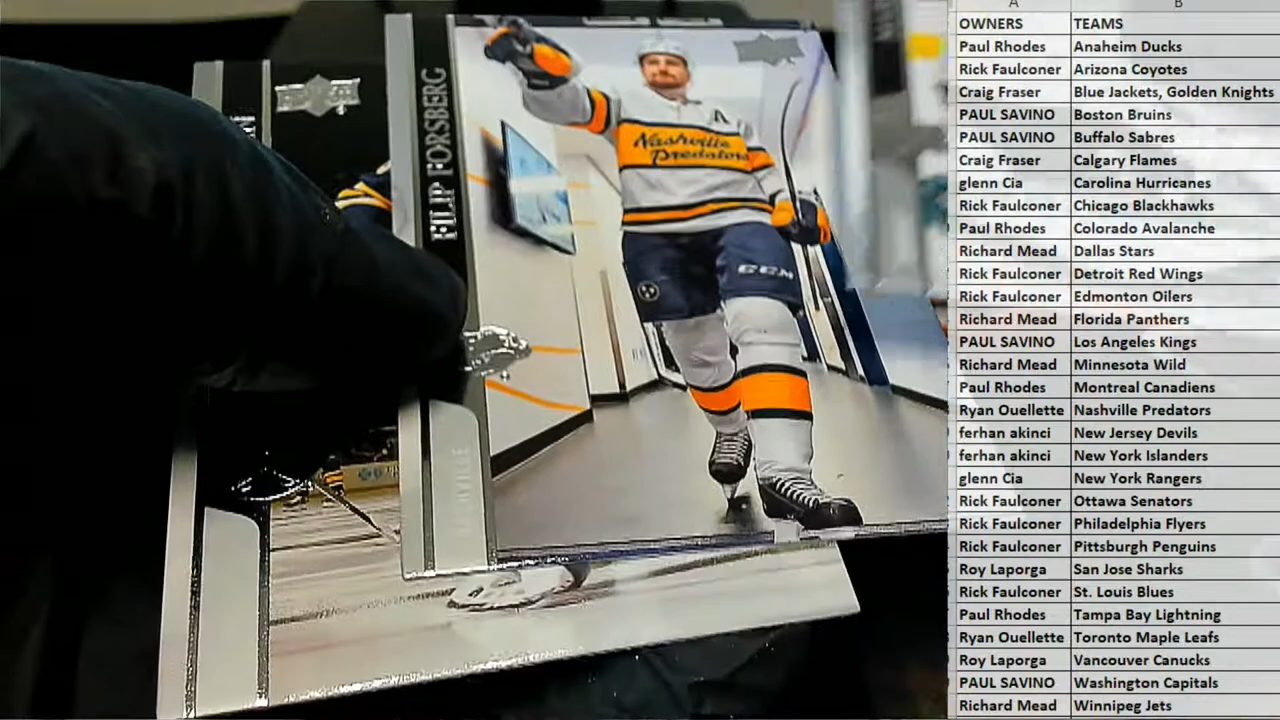 A B
OWNERS TEAMS
Paul Rhodes Anaheim Ducks
Rick Faulconer Arizona Coyotes
Craig Fraser Blue Jackets, Golden Knights
PAUL SAVINO Boston Bruins
PAUL SAVINO Buffalo Sabres
Craig Fraser Calgary Flames
glenn Cia Carolina Hurricanes
Rick Faulconer Chicago Blackhawks
Paul Rhodes Colorado Avalanche
Richard Mead Dallas Stars
Rick Faulconer Detroit Red Wings
Rick Faulconer Edmonton Oilers
Richard Mead Florida Panthers
PAUL SAVINO Los Angeles Kings
Richard Mead Minnesota Wild
Paul Rhodes Montreal Canadiens
Ryan Ouellette Nashville Predators
ferhan akinci New Jersey Devils
ferhan akinci New York Islanders
glenn Cia New York Rangers
Rick Faulconer Ottawa Senators
Rick Faulconer Philadelphia Flyers
Rick Faulconer Pittsburgh Penguins
Roy Laporga San Jose Sharks
Rick Faulconer St. Louis Blues
Paul Rhodes Tampa Bay Lightning
Ryan Ouellette Toronto Maple Leafs
Roy Laporga Vancouver Canucks
PAUL SAVINO Washington Capitals
Richard Mead Winnipeg Jets
FILIP FORSBERG
A
Nashville
Predators
CCM